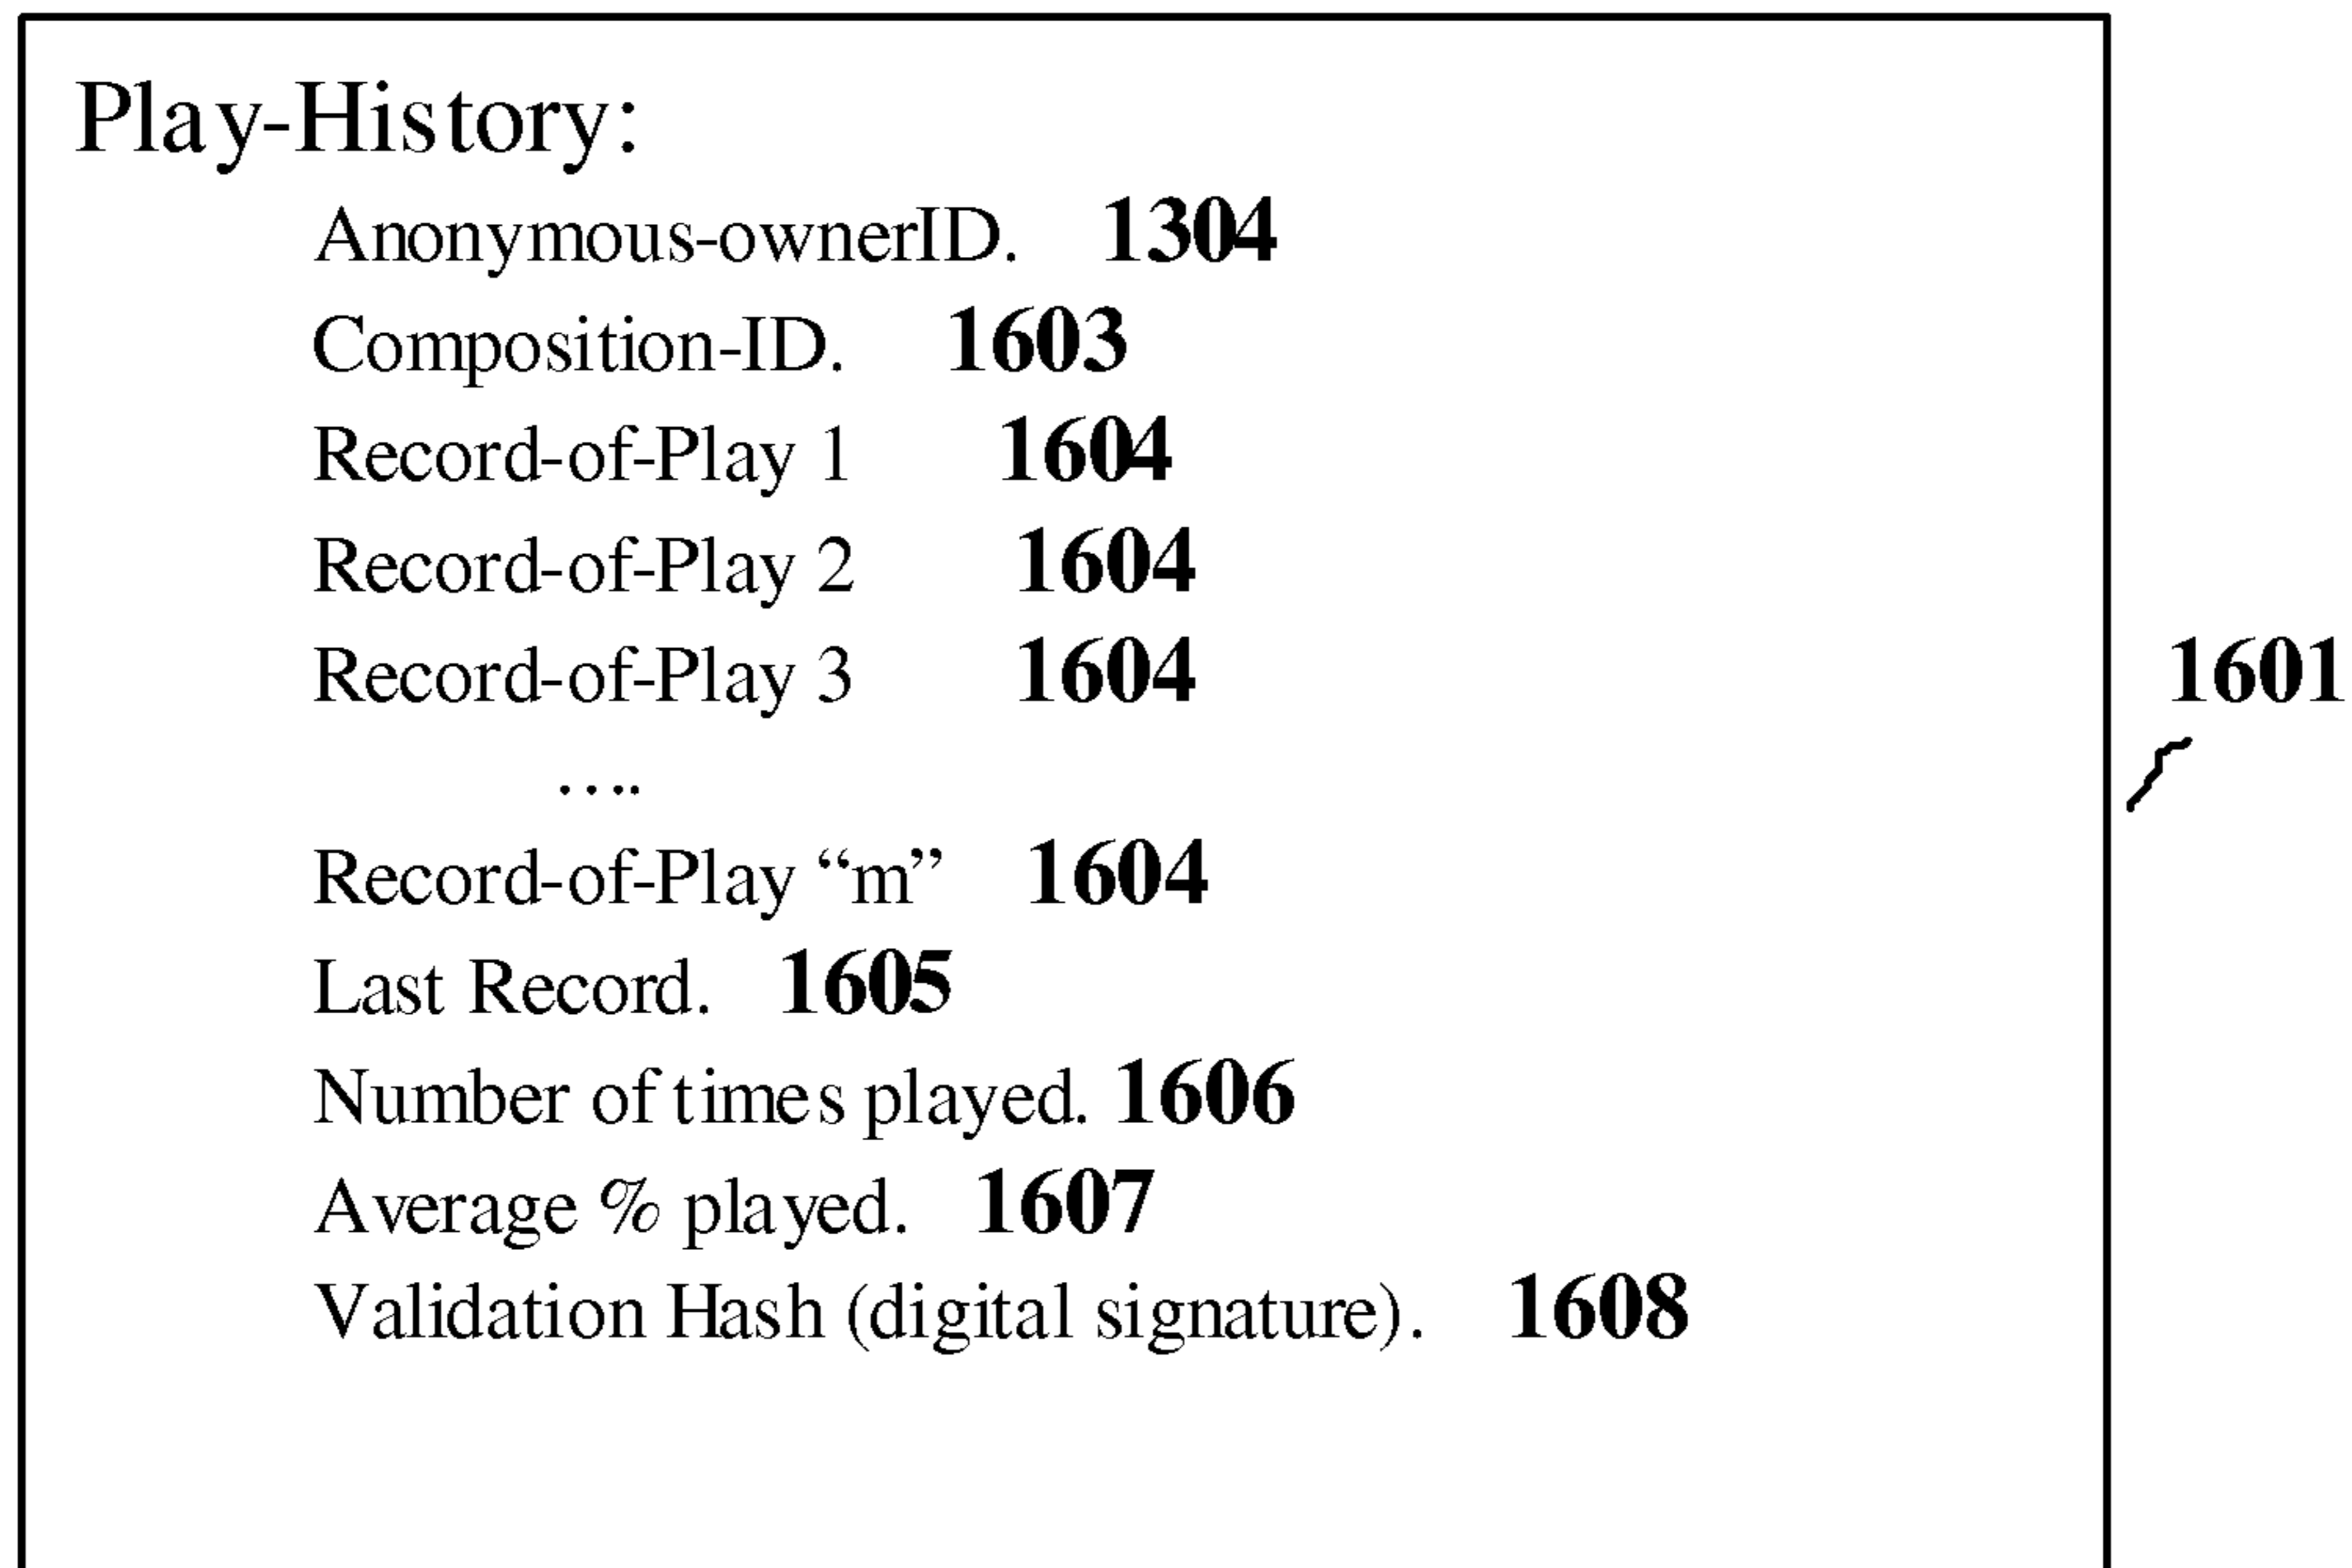 Play-History:
Anonymous-ownerID. 1304
Composition-ID. 1603
Record-of-Play 1 1604
Record-of-Play 2 1604
Record-of-Play 3 1604
1601
....
Record-of-Play “m” 1604
Last Record. 1605
Number of times played. 1606
Average % played. 1607
Validation Hash (digital signature). 1608